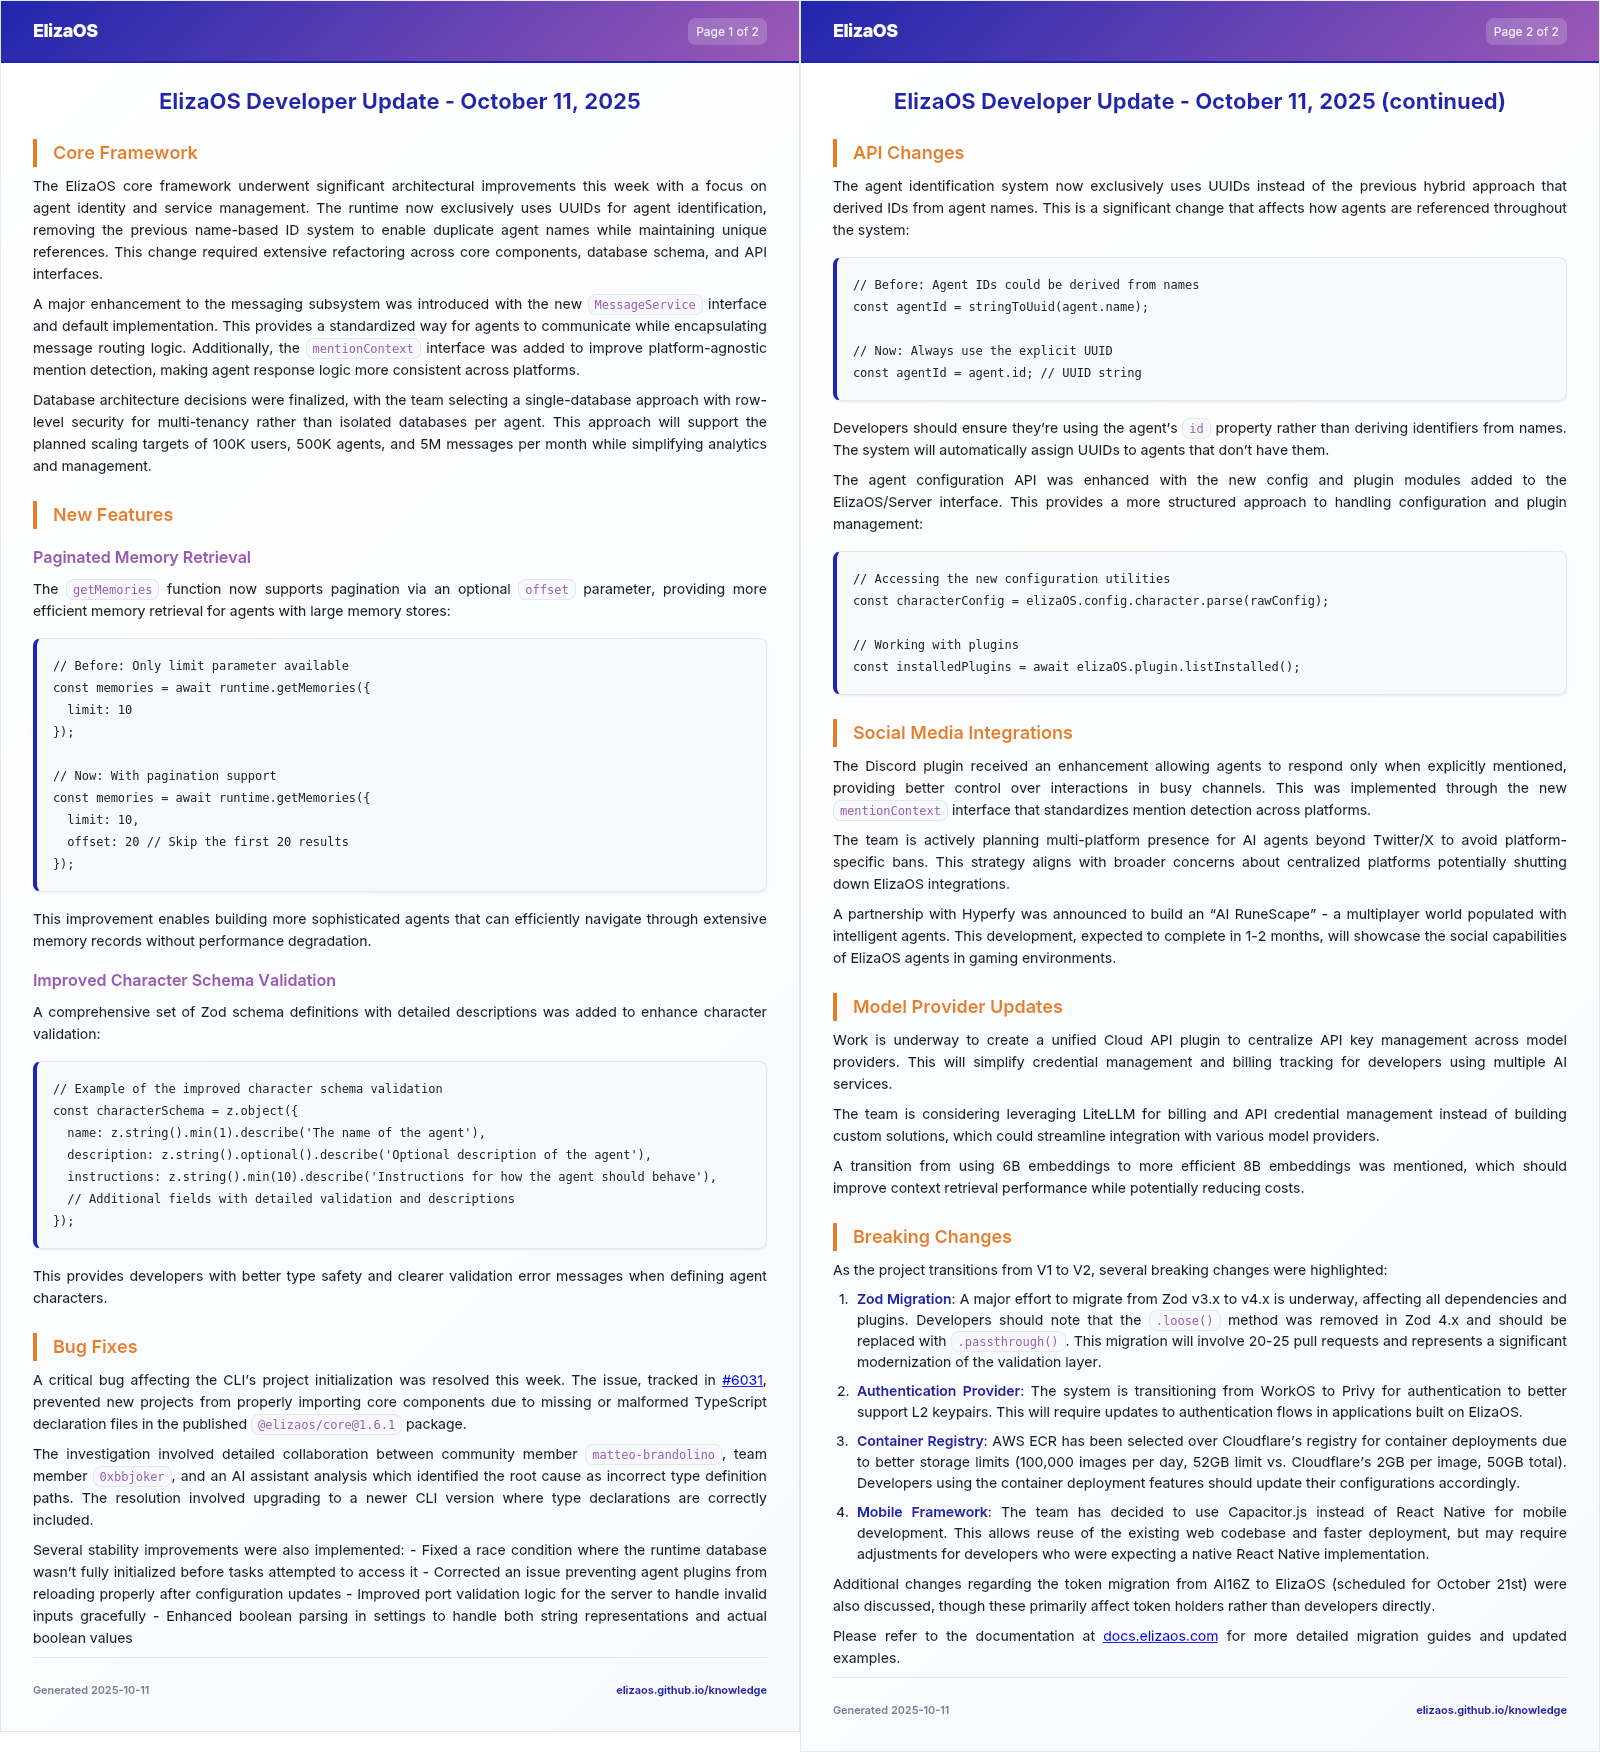 ElizaOS
Page 1 of 2
ElizaOS Developer Update - October 11, 2025
Core Framework
The ElizaOS core framework underwent significant architectural improvements this week with a focus on
agent identity and service management. The runtime now exclusively uses UUIDs for agent identification,
removing the previous name-based ID system to enable duplicate agent names while maintaining unique
references. This change required extensive refactoring across core components, database schema, and API
interfaces.
A major enhancement to the messaging subsystem was introduced with the new MessageService interface
and default implementation. This provides a standardized way for agents to communicate while encapsulating
message routing logic. Additionally, the mentionContext interface was added to improve platform-agnostic
mention detection, making agent response logic more consistent across platforms.
Database architecture decisions were finalized, with the team selecting a single-database approach with row-
level security for multi-tenancy rather than isolated databases per agent. This approach will support the
planned scaling targets of 100K users, 500K agents, and 5M messages per month while simplifying analytics
and management.
New Features
Paginated Memory Retrieval
The getMemories function now supports pagination via an optional offset parameter, providing more
efficient memory retrieval for agents with large memory stores:
// Before: Only limit parameter available
const memories = await runtime.getMemories({
  limit: 10
});
// Now: With pagination support
const memories = await runtime.getMemories({
  limit: 10,
  offset: 20 // Skip the first 20 results
});
This improvement enables building more sophisticated agents that can efficiently navigate through extensive
memory records without performance degradation.
Improved Character Schema Validation
A comprehensive set of Zod schema definitions with detailed descriptions was added to enhance character
validation:
// Example of the improved character schema validation
const characterSchema = z.object({
  name: z.string().min(1).describe('The name of the agent'),
  description: z.string().optional().describe('Optional description of the agent'),
  instructions: z.string().min(10).describe('Instructions for how the agent should behave'),
  // Additional fields with detailed validation and descriptions
});
This provides developers with better type safety and clearer validation error messages when defining agent
characters.
Bug Fixes
A critical bug affecting the CLI’s project initialization was resolved this week. The issue, tracked in #6031,
prevented new projects from properly importing core components due to missing or malformed TypeScript
declaration files in the published @elizaos/core@1.6.1 package.
The investigation involved detailed collaboration between community member matteo-brandolino, team
member 0xbbjoker, and an AI assistant analysis which identified the root cause as incorrect type definition
paths. The resolution involved upgrading to a newer CLI version where type declarations are correctly
included.
Several stability improvements were also implemented: - Fixed a race condition where the runtime database
wasn’t fully initialized before tasks attempted to access it - Corrected an issue preventing agent plugins from
reloading properly after configuration updates - Improved port validation logic for the server to handle invalid
inputs gracefully - Enhanced boolean parsing in settings to handle both string representations and actual
boolean values
Generated 2025-10-11
elizaos.github.io/knowledge
ElizaOS
Page 2 of 2
ElizaOS Developer Update - October 11, 2025 (continued)
API Changes
The agent identification system now exclusively uses UUIDs instead of the previous hybrid approach that
derived IDs from agent names. This is a significant change that affects how agents are referenced throughout
the system:
// Before: Agent IDs could be derived from names
const agentId = stringToUuid(agent.name);
// Now: Always use the explicit UUID
const agentId = agent.id; // UUID string
Developers should ensure they’re using the agent’s id property rather than deriving identifiers from names.
The system will automatically assign UUIDs to agents that don’t have them.
The agent configuration API was enhanced with the new config and plugin modules added to the
ElizaOS/Server interface. This provides a more structured approach to handling configuration and plugin
management:
// Accessing the new configuration utilities
const characterConfig = elizaOS.config.character.parse(rawConfig);
// Working with plugins
const installedPlugins = await elizaOS.plugin.listInstalled();
Social Media Integrations
The Discord plugin received an enhancement allowing agents to respond only when explicitly mentioned,
providing better control over interactions in busy channels. This was implemented through the new
mentionContext interface that standardizes mention detection across platforms.
The team is actively planning multi-platform presence for AI agents beyond Twitter/X to avoid platform-
specific bans. This strategy aligns with broader concerns about centralized platforms potentially shutting
down ElizaOS integrations.
A partnership with Hyperfy was announced to build an “AI RuneScape” - a multiplayer world populated with
intelligent agents. This development, expected to complete in 1-2 months, will showcase the social capabilities
of ElizaOS agents in gaming environments.
Model Provider Updates
Work is underway to create a unified Cloud API plugin to centralize API key management across model
providers. This will simplify credential management and billing tracking for developers using multiple AI
services.
The team is considering leveraging LiteLLM for billing and API credential management instead of building
custom solutions, which could streamline integration with various model providers.
A transition from using 6B embeddings to more efficient 8B embeddings was mentioned, which should
improve context retrieval performance while potentially reducing costs.
Breaking Changes
As the project transitions from V1 to V2, several breaking changes were highlighted:
1. Zod Migration: A major effort to migrate from Zod v3.x to v4.x is underway, affecting all dependencies and
plugins. Developers should note that the .loose() method was removed in Zod 4.x and should be
replaced with .passthrough(). This migration will involve 20-25 pull requests and represents a significant
modernization of the validation layer.
2. Authentication Provider: The system is transitioning from WorkOS to Privy for authentication to better
support L2 keypairs. This will require updates to authentication flows in applications built on ElizaOS.
3. Container Registry: AWS ECR has been selected over Cloudflare’s registry for container deployments due
to better storage limits (100,000 images per day, 52GB limit vs. Cloudflare’s 2GB per image, 50GB total).
Developers using the container deployment features should update their configurations accordingly.
4. Mobile Framework: The team has decided to use Capacitor.js instead of React Native for mobile
development. This allows reuse of the existing web codebase and faster deployment, but may require
adjustments for developers who were expecting a native React Native implementation.
Additional changes regarding the token migration from AI16Z to ElizaOS (scheduled for October 21st) were
also discussed, though these primarily affect token holders rather than developers directly.
Please refer to the documentation at docs.elizaos.com for more detailed migration guides and updated
examples.
Generated 2025-10-11
elizaos.github.io/knowledge